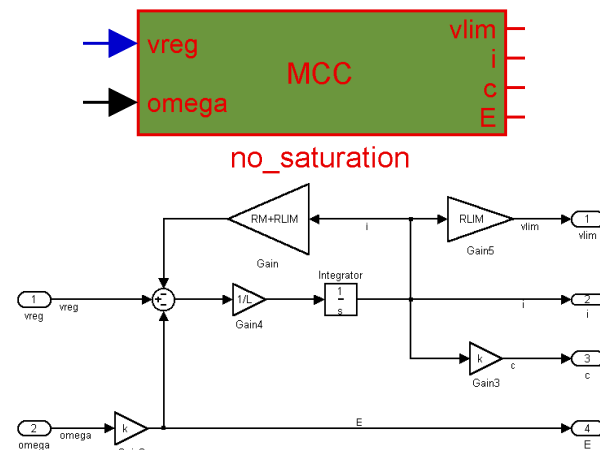 vreg
omega
MCC
vlim
i
c
E
no_saturation
RM+RLIM
Gain
i
RLIM
Gain5
vlim
1
vlim
1
vreg
vreg
1/L
Gain4
Integrator
1
s
i
2
i
k
Gain3
c
3
c
2
omega
omega
k
E
4
E